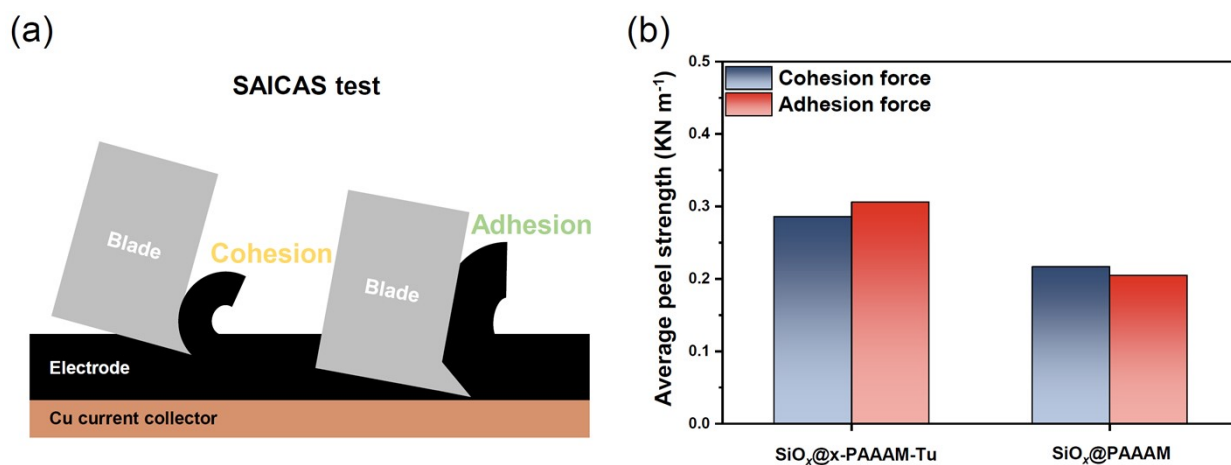 (a)
SAICAS test
Blade
Cohesion
Blade
Adhesion
Electrode
Cu current collector
(b)
Cohesion force
Adhesion force
Average peel strength (KN m⁻¹)
0.5
0.4
0.3
0.2
0.1
0.0
SiOₓ@x-PAAAM-Tu
SiOₓ@PAAAM